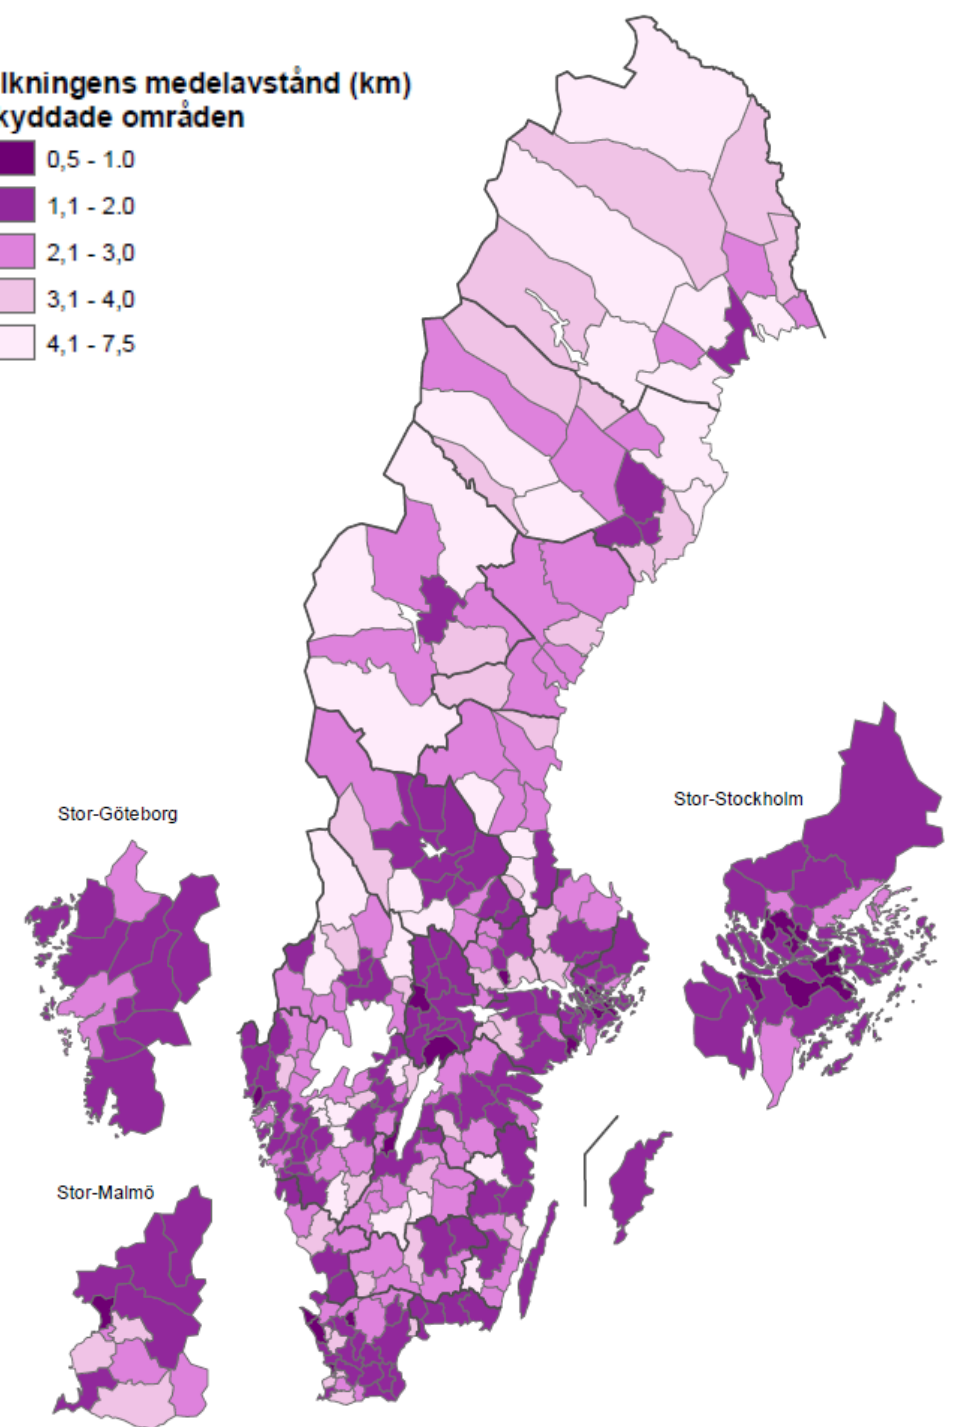 lkningens medelavstånd (km)
kyddade områden
0,5 - 1.0
1,1 - 2.0
2,1 - 3,0
3,1 - 4,0
4,1 - 7,5
Stor-Göteborg
Stor-Stockholm
Stor-Malmö